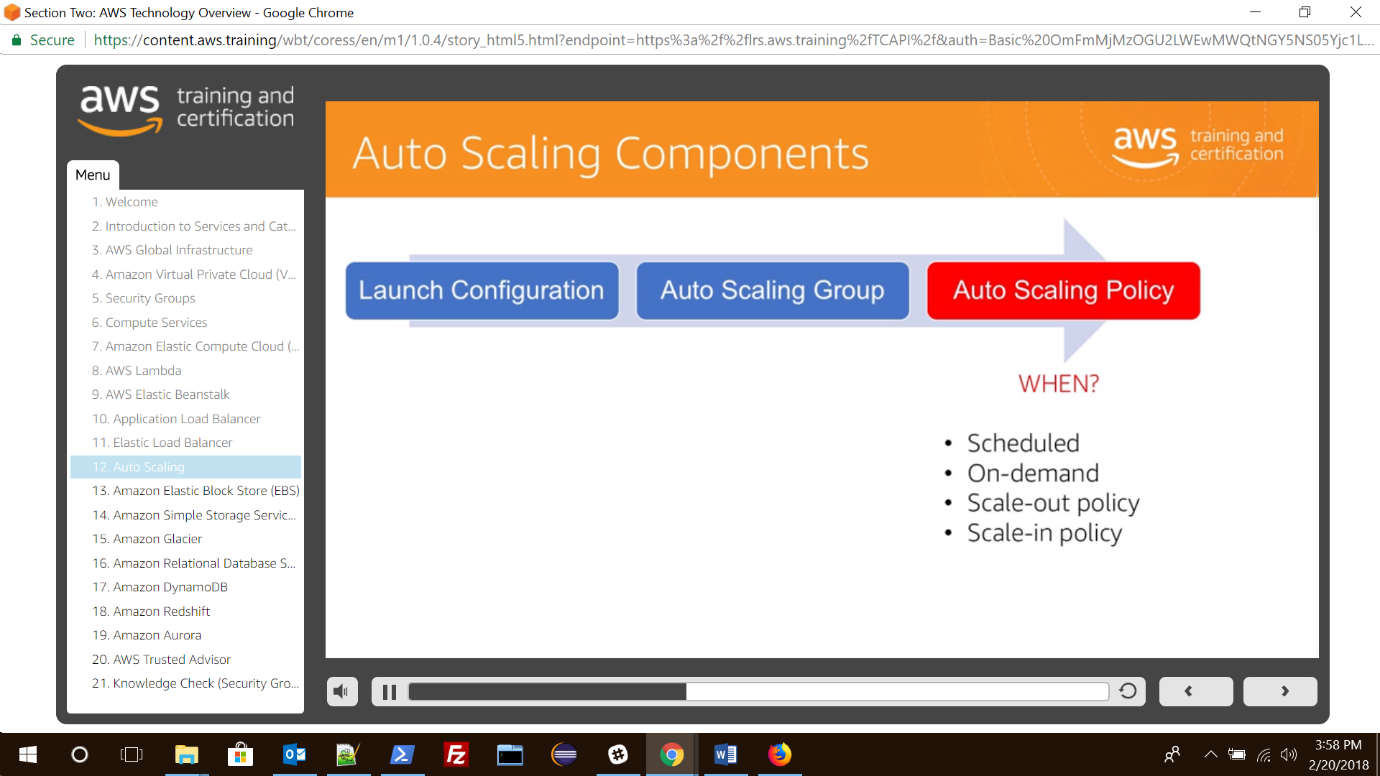 Section Two: AWS Technology Overview - Google Chrome
Secure
https://content.aws.training/wbt/coress/en/m1/1.0.4/story_html5.html?endpoint=https%3a%2f%2flrs.aws.training%2fTCAPI%2f&auth=Basic%20OmFmMjMzOGU2LWEwMWQtNGY5NS05Yjc1L...
aws training and
certification
Menu
1. Welcome
2. Introduction to Services and Cat...
3. AWS Global Infrastructure
4. Amazon Virtual Private Cloud (V...
5. Security Groups
6. Compute Services
7. Amazon Elastic Compute Cloud (...
8. AWS Lambda
9. AWS Elastic Beanstalk
10. Application Load Balancer
11. Elastic Load Balancer
12. Auto Scaling
13. Amazon Elastic Block Store (EBS)
14. Amazon Simple Storage Servic...
15. Amazon Glacier
16. Amazon Relational Database S...
17. Amazon DynamoDB
18. Amazon Redshift
19. Amazon Aurora
20. AWS Trusted Advisor
21. Knowledge Check (Security Gro...
Auto Scaling Components
aws training and
certification
Launch Configuration
Auto Scaling Group
Auto Scaling Policy
WHEN?
• Scheduled
• On-demand
• Scale-out policy
• Scale-in policy
3:58 PM
2/20/2018